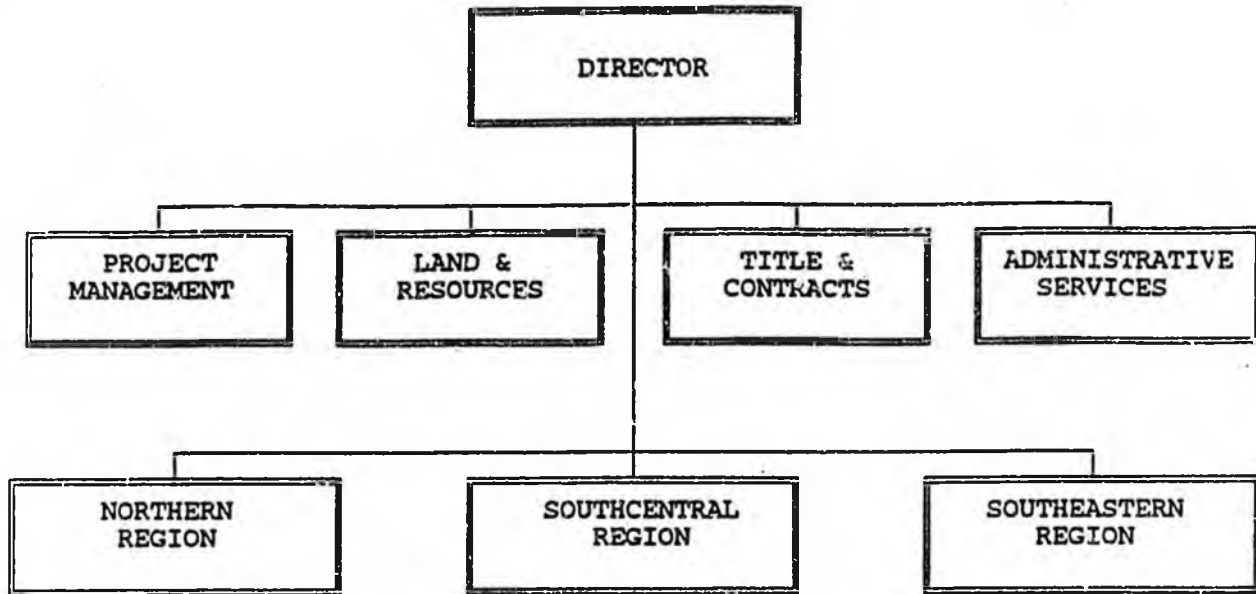 DIRECTOR
PROJECT
MANAGEMENT
LAND &
RESOURCES
TITLE &
CONTRACTS
ADMINISTRATIVE
SERVICES
NORTHERN
REGION
SOUTHCENTRAL
REGION
SOUTHEASTERN
REGION